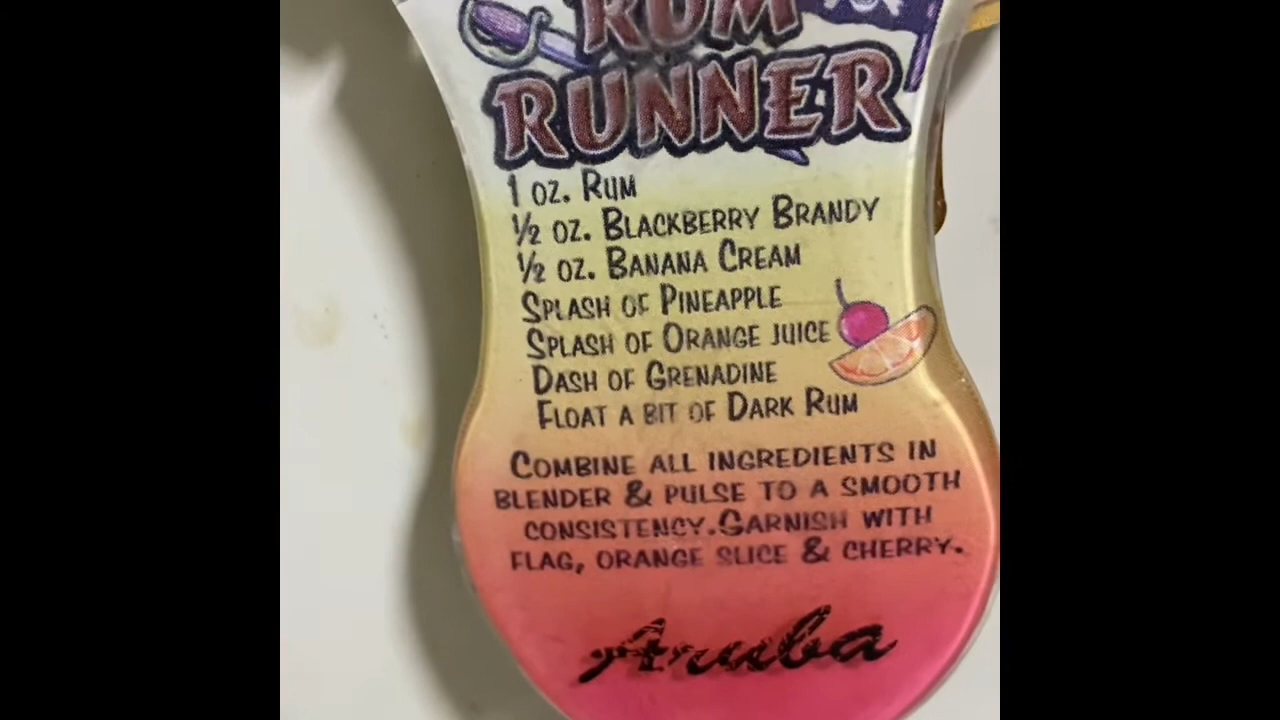 RUM
RUNNER
1 OZ. RUM
½ OZ. BLACKBERRY BRANDY
½ OZ. BANANA CREAM
SPLASH OF PINEAPPLE
SPLASH OF ORANGE JUICE
DASH OF GRENADINE
FLOAT A BIT OF DARK RUM
COMBINE ALL INGREDIENTS IN
BLENDER & PULSE TO A SMOOTH
CONSISTENCY.GARNISH WITH
FLAG, ORANGE SLICE & CHERRY.
Aruba